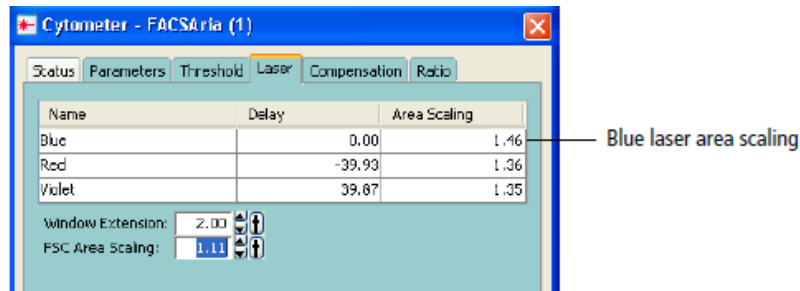 Cytometer - FACSAria (1)
Status Parameters Threshold Laser Compensation Ratio
Name Delay Area Scaling
Blue 0.00 1.46 Blue laser area scaling
Red -39.93 1.36
Violet 39.87 1.35
Window Extension: 2.00
FSC Area Scaling: 1.11